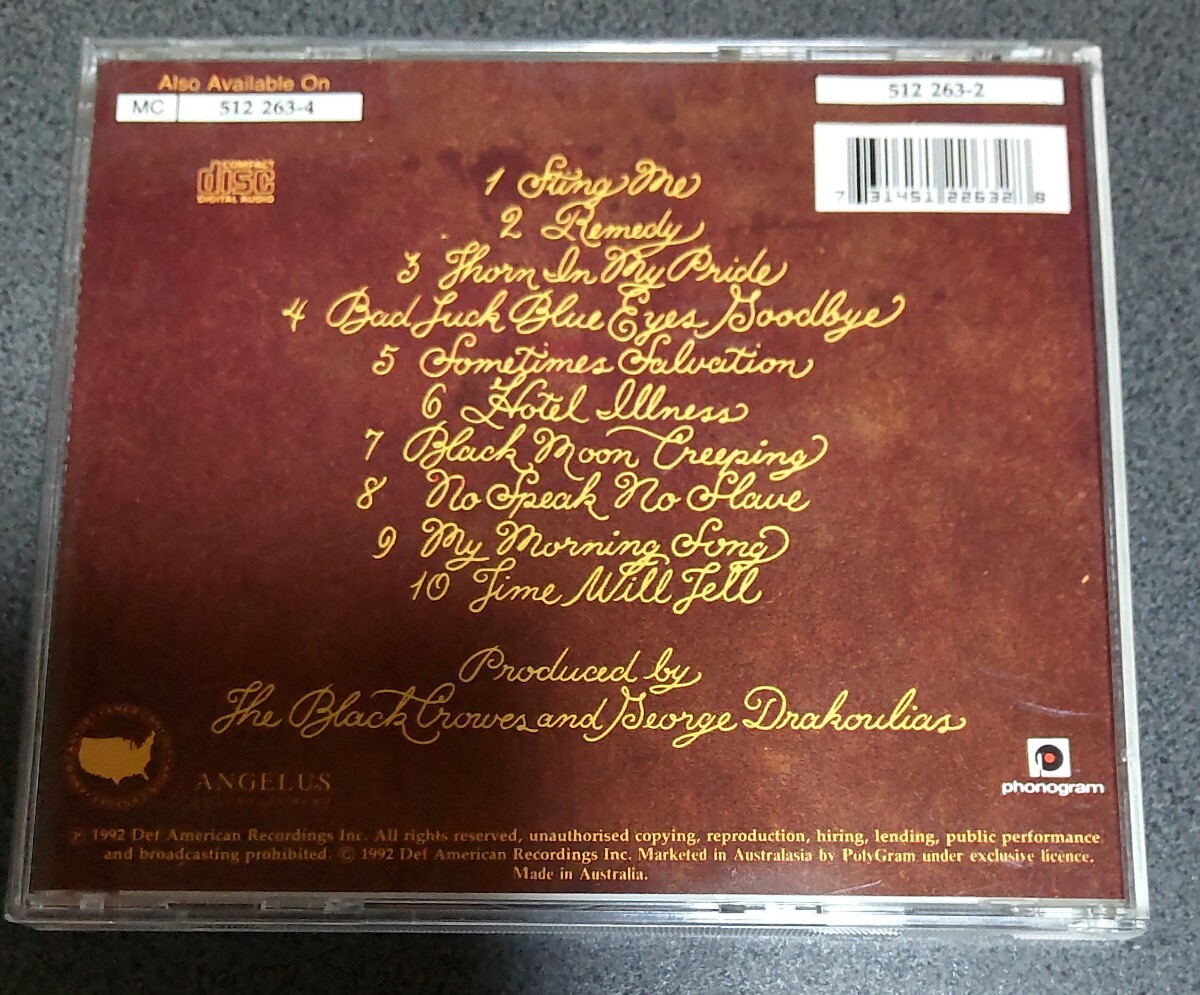 Also Available On
MC 512 263-4
512 263-2
COMPACT
disc
DIGITAL AUDIO
7 31451 22632 8
1 Sting Me
2 Remedy
3 Thorn In My Pride
4 Bad Luck Blue Eyes Goodbye
5 Sometimes Salvation
6 Hotel Illness
7 Black Moon Creeping
8 No Speak No Slave
9 My Morning Song
10 Time Will Tell
Produced by
The Black Crowes and George Drakoulias
ANGELUS
phonogram
℗ 1992 Def American Recordings Inc. All rights reserved, unauthorised copying, reproduction, hiring, lending, public performance
and broadcasting prohibited. © 1992 Def American Recordings Inc. Marketed in Australasia by PolyGram under exclusive licence.
Made in Australia.